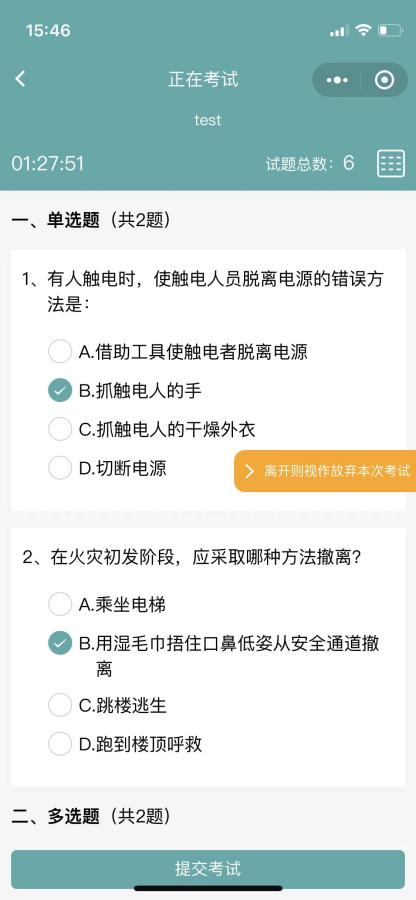 15:46
正在考试
test
01:27:51
试题总数：6
一、单选题（共2题）
1、有人触电时，使触电人员脱离电源的错误方
法是：
A.借助工具使触电者脱离电源
B.抓触电人的手
C.抓触电人的干燥外衣
D.切断电源
离开则视作放弃本次考试
2、在火灾初发阶段，应采取哪种方法撤离？
A.乘坐电梯
B.用湿毛巾捂住口鼻低姿从安全通道撤
离
C.跳楼逃生
D.跑到楼顶呼救
二、多选题（共2题）
提交考试